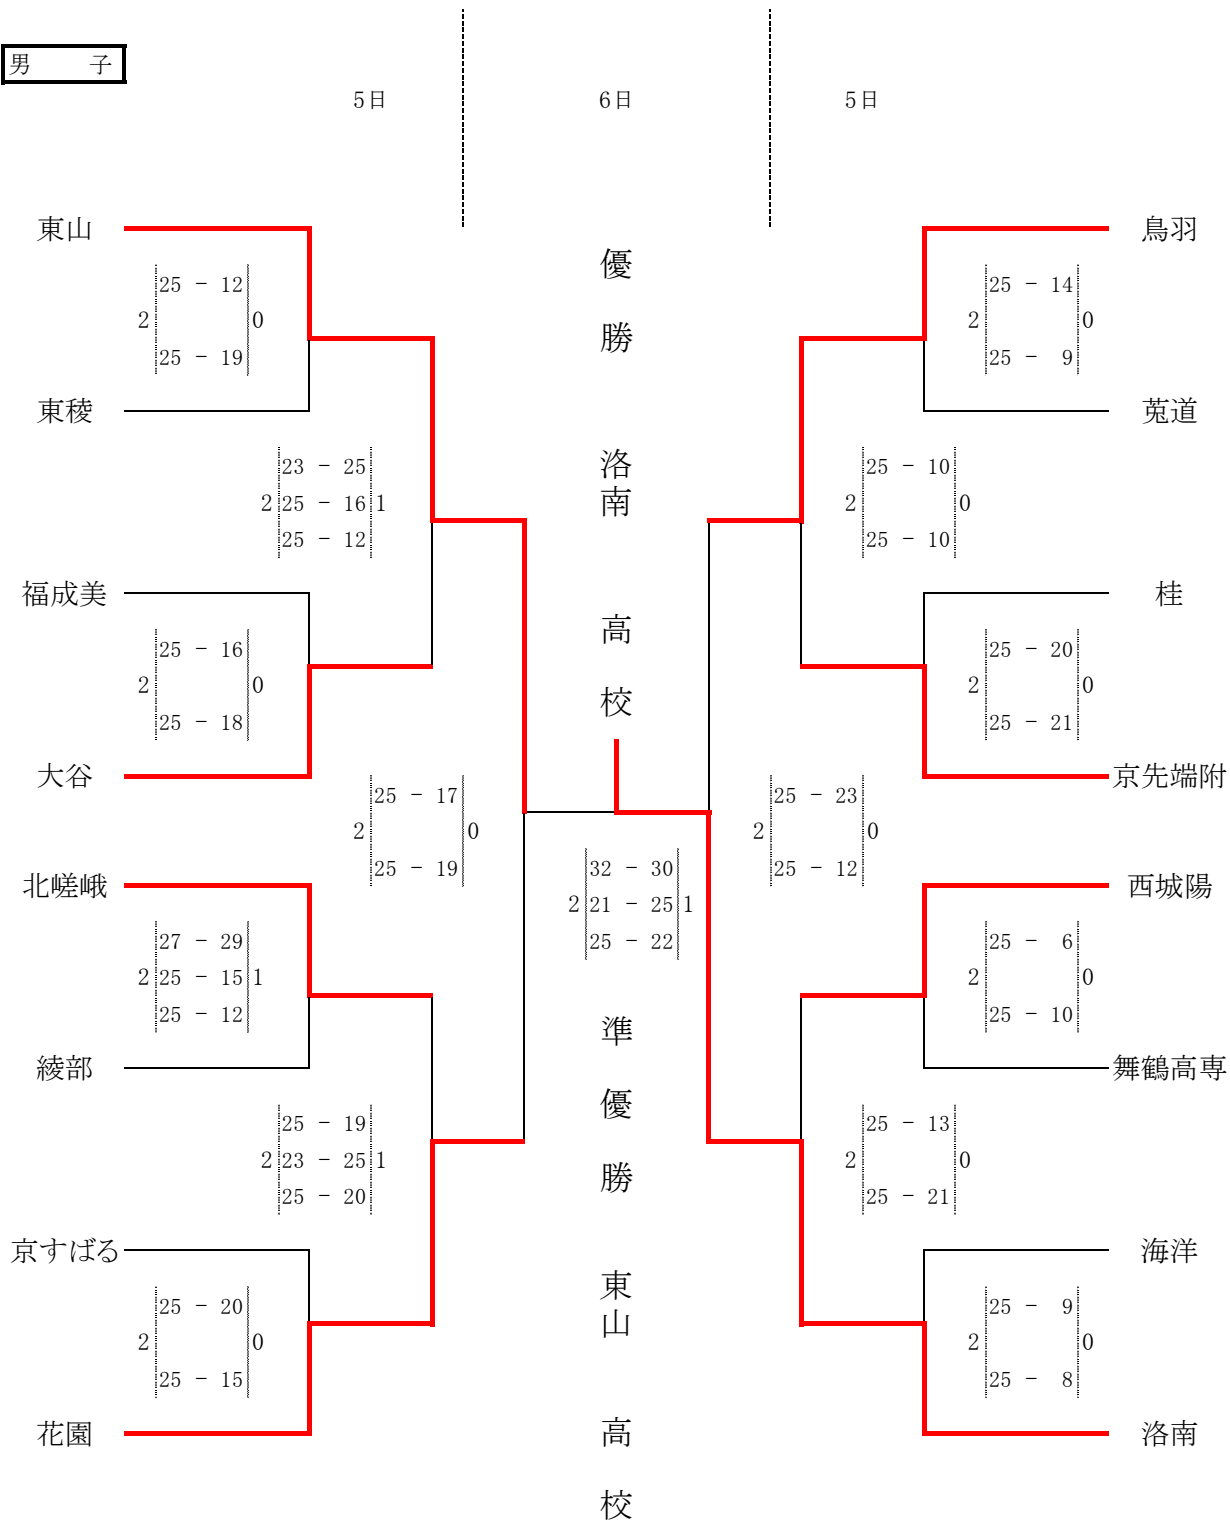 男 子
5日 6日 5日
優勝 洛南 高校
準優勝 東山 高校
東山
25 - 12
2 0
25 - 19
東稜
23 - 25
2 25 - 16 1
25 - 12
福成美
25 - 16
2 0
25 - 18
大谷
25 - 17
2 0
25 - 19
北嵯峨
27 - 29
2 25 - 15 1
25 - 12
綾部
25 - 19
2 23 - 25 1
25 - 20
京すばる
25 - 20
2 0
25 - 15
花園
32 - 30
2 21 - 25 1
25 - 22
鳥羽
25 - 14
2 0
25 - 9
莵道
25 - 10
2 0
25 - 10
桂
25 - 20
2 0
25 - 21
京先端附
25 - 23
2 0
25 - 12
西城陽
25 - 6
2 0
25 - 10
舞鶴高専
25 - 13
2 0
25 - 21
海洋
25 - 9
2 0
25 - 8
洛南